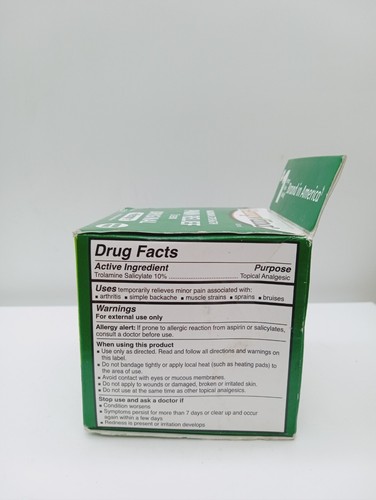 Brand in America†
PAIN RELIEF
Drug Facts
Active Ingredient Purpose
Trolamine Salicylate 10% Topical Analgesic
Uses temporarily relieves minor pain associated with:
▪ arthritis ▪ simple backache ▪ muscle strains ▪ sprains ▪ bruises
Warnings
For external use only
Allergy alert: If prone to allergic reaction from aspirin or salicylates,
consult a doctor before use.
When using this product
▪ Use only as directed. Read and follow all directions and warnings on
this label.
▪ Do not bandage tightly or apply local heat (such as heating pads) to
the area of use.
▪ Avoid contact with eyes or mucous membranes.
▪ Do not apply to wounds or damaged, broken or irritated skin.
▪ Do not use at the same time as other topical analgesics.
Stop use and ask a doctor if
▪ Condition worsens
▪ Symptoms persist for more than 7 days or clear up and occur
again within a few days
▪ Redness is present or irritation develops